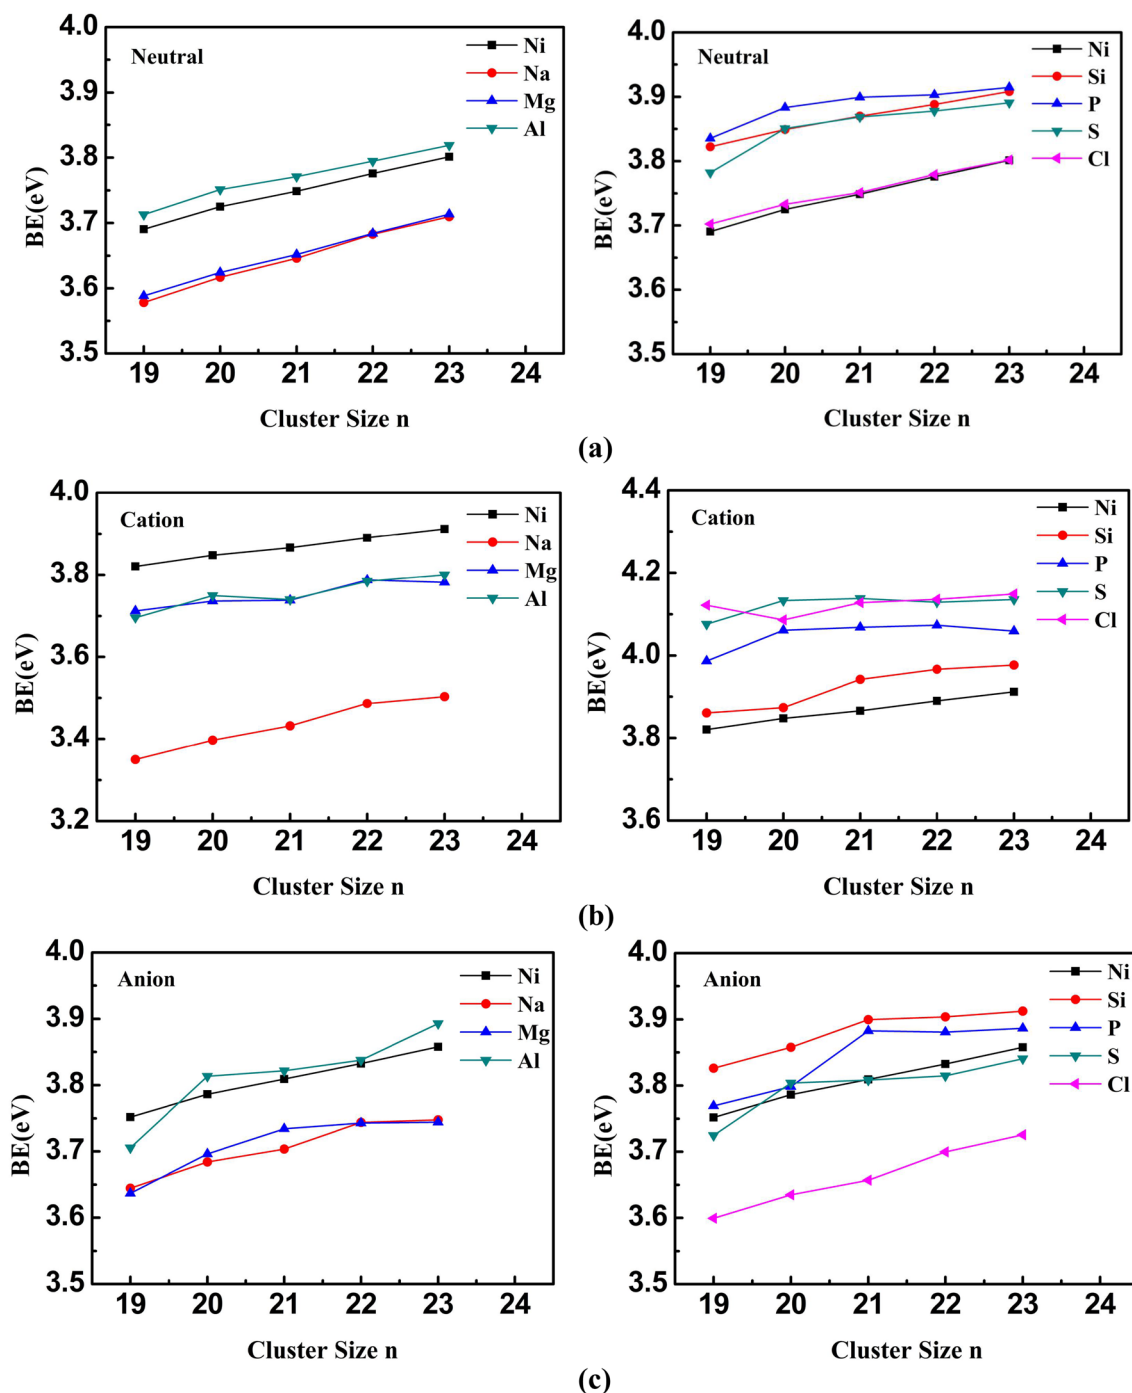 4.0
3.9
3.8
3.7
3.6
3.5
BE(eV)
Neutral
Ni
Na
Mg
Al
19 20 21 22 23 24
Cluster Size n
4.0
3.9
3.8
3.7
3.6
3.5
BE(eV)
Neutral
Ni
Si
P
S
Cl
19 20 21 22 23 24
Cluster Size n
(a)
4.0
3.8
3.6
3.4
3.2
BE(eV)
Cation
Ni
Na
Mg
Al
19 20 21 22 23 24
Cluster Size n
4.4
4.2
4.0
3.8
3.6
BE(eV)
Cation
Ni
Si
P
S
Cl
19 20 21 22 23 24
Cluster Size n
(b)
4.0
3.9
3.8
3.7
3.6
3.5
BE(eV)
Anion
Ni
Na
Mg
Al
19 20 21 22 23 24
Cluster Size n
4.0
3.9
3.8
3.7
3.6
3.5
BE(eV)
Anion
Ni
Si
P
S
Cl
19 20 21 22 23 24
Cluster Size n
(c)